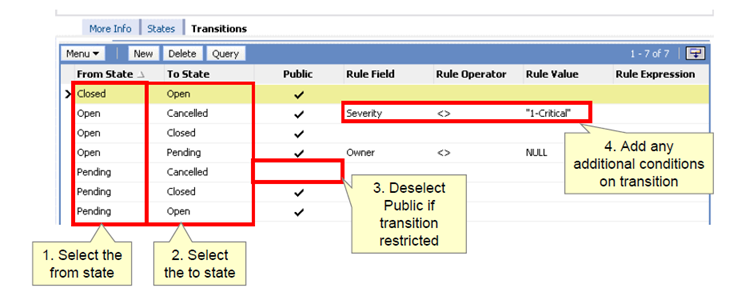 More Info States Transitions
Menu New Delete Query 1 - 7 of 7
From State To State Public Rule Field Rule Operator Rule Value Rule Expression
Closed Open
Open Cancelled Severity <> "1-Critical"
Open Closed
Open Pending Owner <> NULL
Pending Cancelled
Pending Closed
Pending Open
4. Add any
additional conditions
on transition
3. Deselect
Public if
transition
restricted
1. Select the
from state
2. Select
the to state